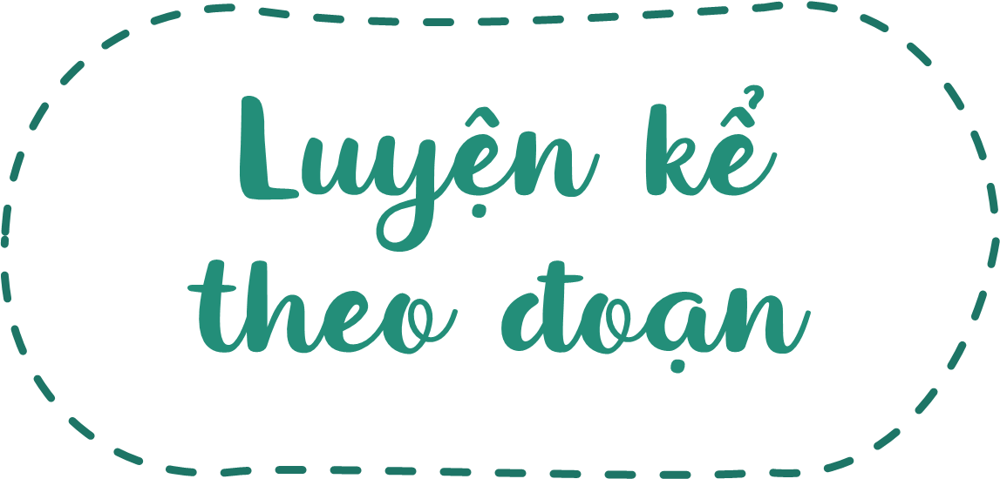 Luyện kể
theo đoạn